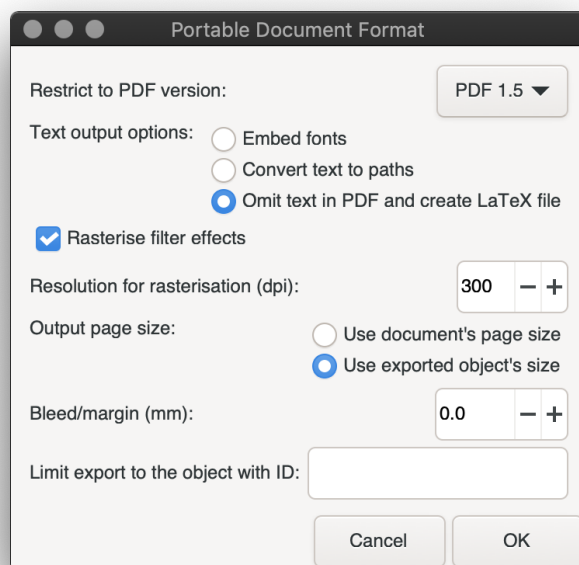 Portable Document Format
Restrict to PDF version: PDF 1.5
Text output options: Embed fonts
Convert text to paths
Omit text in PDF and create LaTeX file
Rasterise filter effects
Resolution for rasterisation (dpi): 300 − +
Output page size: Use document's page size
Use exported object's size
Bleed/margin (mm): 0.0 − +
Limit export to the object with ID:
Cancel OK